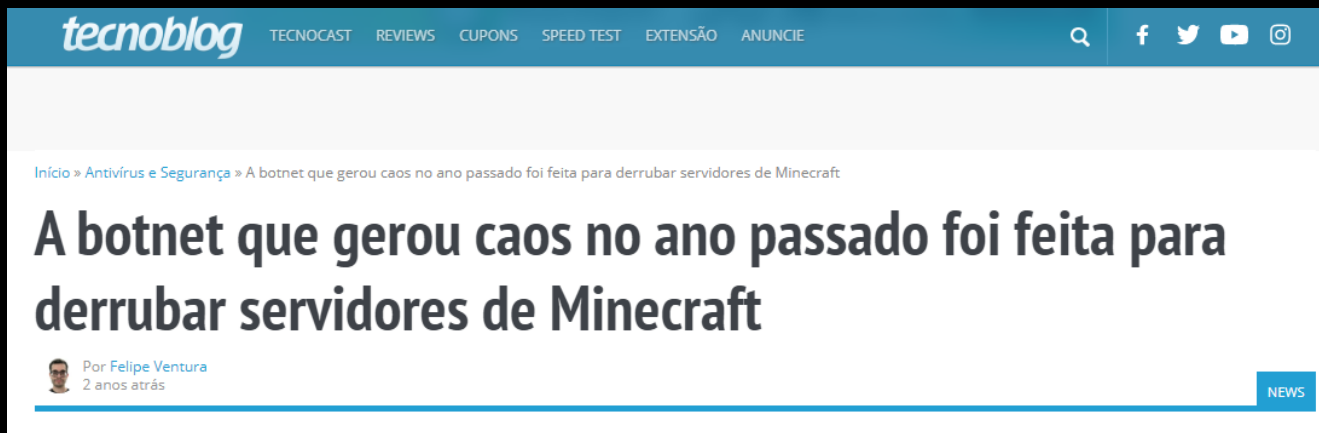 tecnoblog TECNOCAST REVIEWS CUPONS SPEED TEST EXTENSÃO ANUNCIE
Início » Antivírus e Segurança » A botnet que gerou caos no ano passado foi feita para derrubar servidores de Minecraft
A botnet que gerou caos no ano passado foi feita para
derrubar servidores de Minecraft
Por Felipe Ventura
2 anos atrás
NEWS